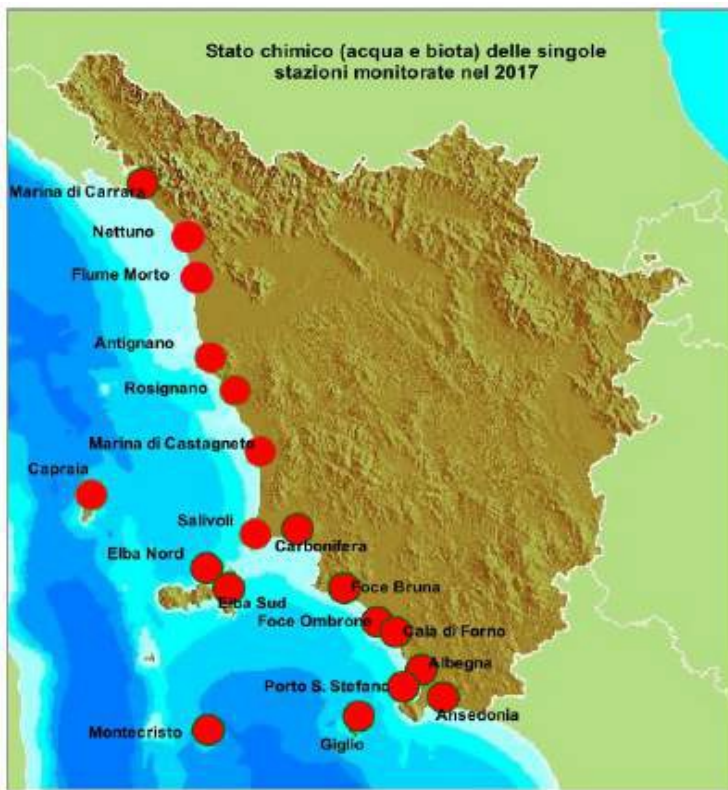 Stato chimico (acqua e biota) delle singole
stazioni monitorate nel 2017
Marina di Carrara
Nettuno
Fiume Morto
Antignano
Rosignano
Marina di Castagneto
Capraia
Salivoli
Carbonifera
Elba Nord
Elba Sud
Foce Bruna
Foce Ombrone
Cala di Forno
Albegna
Porto S. Stefano
Ansedonia
Montecristo
Giglio